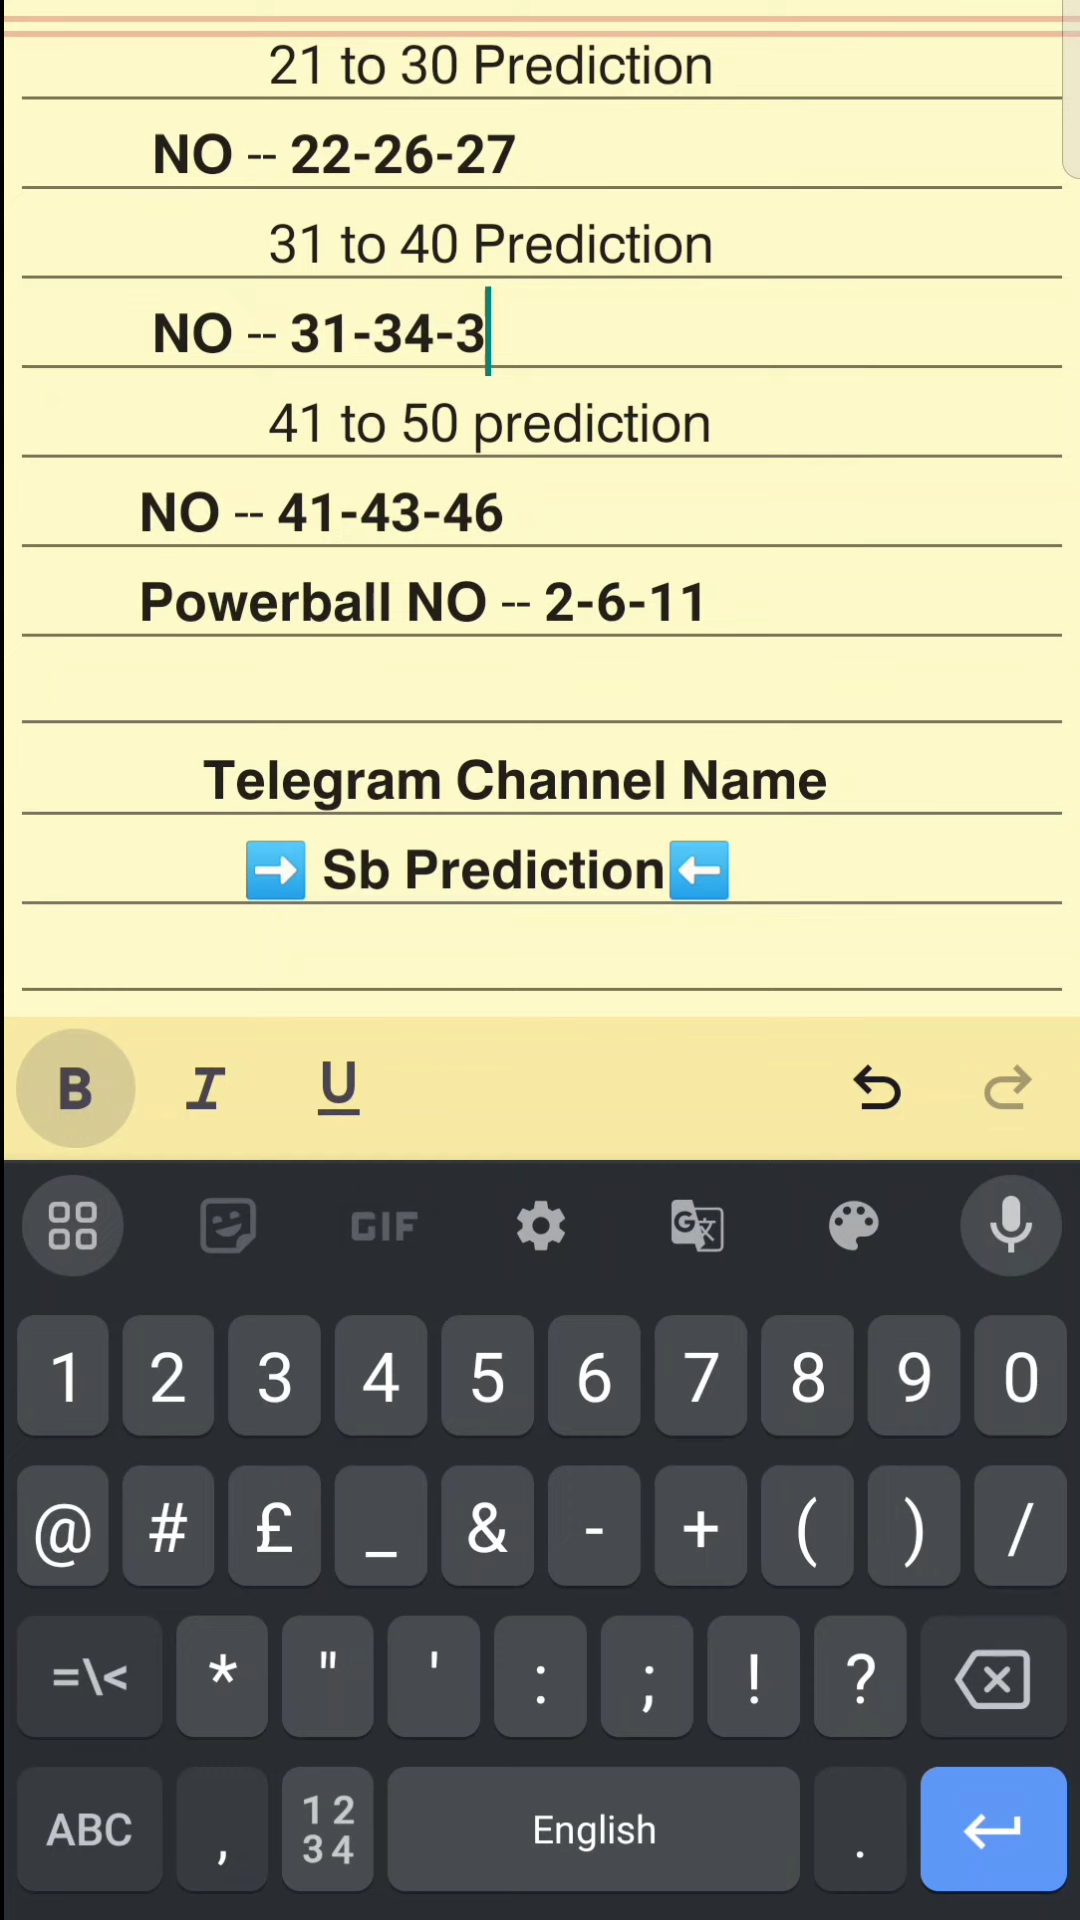 21 to 30 Prediction
NO -- 22-26-27
31 to 40 Prediction
NO -- 31-34-3
41 to 50 prediction
NO -- 41-43-46
Powerball NO -- 2-6-11
Telegram Channel Name
➡️ Sb Prediction⬅️
B I U
GIF G文
1 2 3 4 5 6 7 8 9 0
@ # £ _ & - + ( ) /
=\< * " ' : ; ! ?
ABC , 12 34 English .